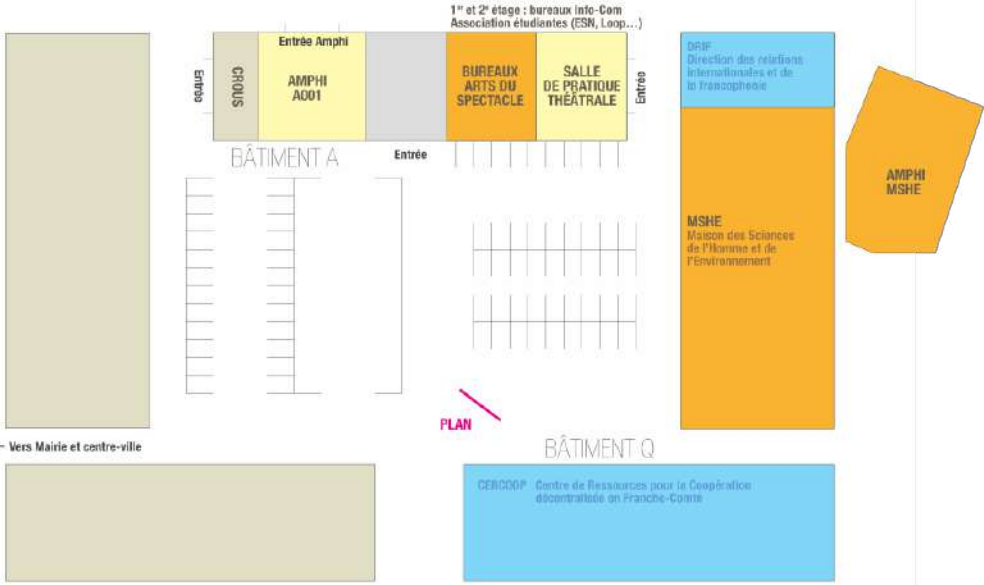 1er et 2e étage : bureaux Info-Com
Association étudiantes (ESN, Loop...)
Entrée Amphi
Entrée
CROUS
AMPHI
A001
BUREAUX
ARTS DU
SPECTACLE
SALLE
DE PRATIQUE
THÉÂTRALE
Entrée
DRIF
Direction des relations
internationales et de
la francophonie
AMPHI
MSHE
BÂTIMENT A
Entrée
MSHE
Maison des Sciences
de l'Homme et de
l'Environnement
PLAN
– Vers Mairie et centre-ville
BÂTIMENT Q
CERCOOP Centre de Ressources pour la Coopération
décentralisée en Franche-Comté